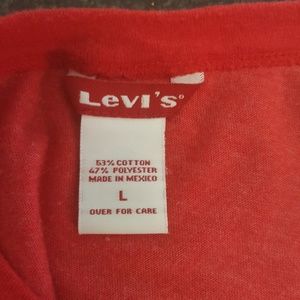 Levi's®
53% COTTON
47% POLYESTER
MADE IN MEXICO
L
OVER FOR CARE